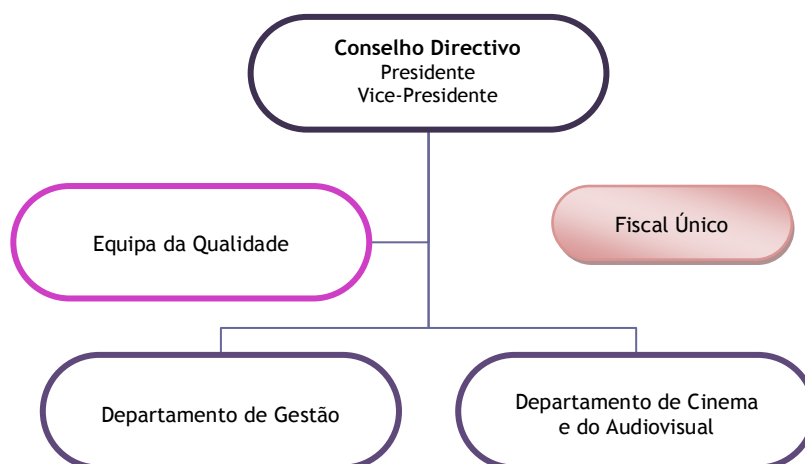 Conselho Directivo
Presidente
Vice-Presidente
Equipa da Qualidade
Fiscal Único
Departamento de Gestão
Departamento de Cinema
e do Audiovisual